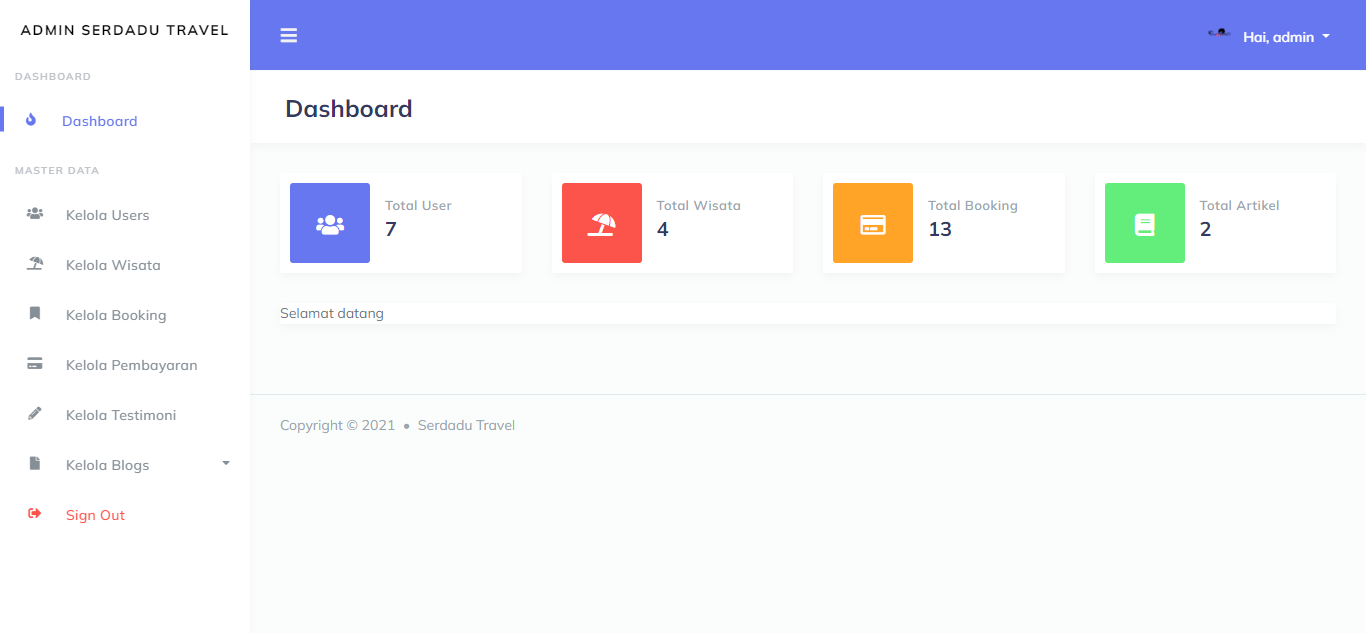 ADMIN SERDADU TRAVEL
DASHBOARD
Dashboard
MASTER DATA
Kelola Users
Kelola Wisata
Kelola Booking
Kelola Pembayaran
Kelola Testimoni
Kelola Blogs
Sign Out
Hai, admin
Dashboard
Total User
7
Total Wisata
4
Total Booking
13
Total Artikel
2
Selamat datang
Copyright © 2021 • Serdadu Travel